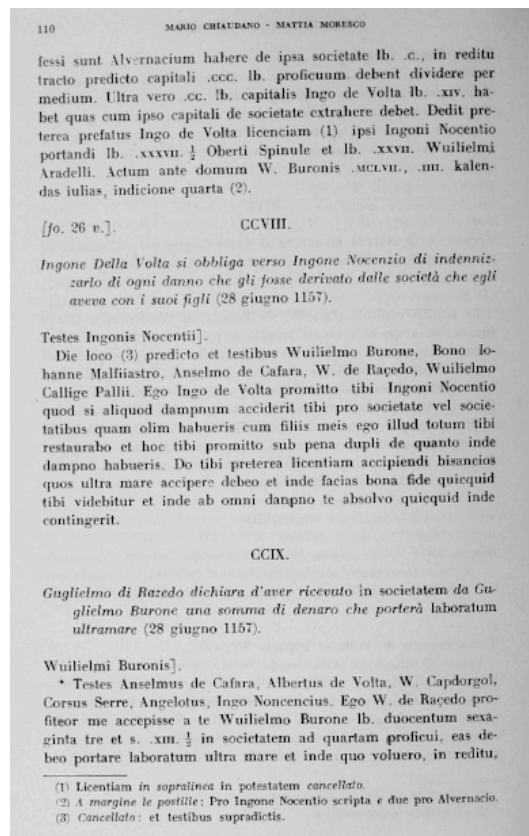 110 MARIO CHIAUDANO - MATTIA MORESCO
fessi sunt Alvernacium habere de ipsa societate lb. .c., in reditu
tracto predicto capitali .ccc. lb. proficuum debent dividere per
medium. Ultra vero .cc. lb. capitalis Ingo de Volta lb. .xiv. ha-
bet quas cum ipso capitali de societate extrahere debet. Dedit pre-
terea prefatus Ingo de Volta licenciam (1) ipsi Ingoni Nocentio
portandi lb. .xxxvii. ½ Oberti Spinule et lb. .xxvii. Wuilielmi
Aradelli. Actum ante domum W. Buronis .mclvii., .iiii. kalen-
das iulias, indicione quarta (2).
[fo. 26 v.]. CCVIII.
Ingone Della Volta si obbliga verso Ingone Nocenzio di indenniz-
zarlo di ogni danno che gli fosse derivato dalle società che egli
aveva con i suoi figli (28 giugno 1157).
Testes Ingonis Nocentii].
Die loco (3) predicto et testibus Wuilielmo Burone, Bono Io-
hanne Malfiiastro, Anselmo de Cafara, W. de Raçedo, Wuilielmo
Callige Pallii. Ego Ingo de Volta promitto tibi Ingoni Nocentio
quod si aliquod dampnum acciderit tibi pro societate vel socie-
tatibus quam olim habueris cum filiis meis ego illud totum tibi
restaurabo et hoc tibi promitto sub pena dupli de quanto inde
dampno habueris. Do tibi preterea licentiam accipiendi bisancios
quos ultra mare accipere debeo et inde facias bona fide quicquid
tibi videbitur et inde ab omni danpno te absolvo quicquid inde
contingerit.
CCIX.
Guglielmo di Razedo dichiara d'aver ricevuto in societatem da Gu-
glielmo Burone una somma di denaro che porterà laboratum
ultramare (28 giugno 1157).
Wuilielmi Buronis].
* Testes Anselmus de Cafara, Albertus de Volta, W. Capdorgol,
Corsus Serre, Angelotus, Ingo Noncencius. Ego W. de Raçedo pro-
fiteor me accepisse a te Wuilielmo Burone lb. duocentum sexa-
ginta tre et s. .xiii. ½ in societatem ad quartam proficui, eas de-
beo portare laboratum ultra mare et inde quo voluero, in reditu,
(1) Licentiam in sopralinea in potestatem cancellato.
(2) A margine le postille: Pro Ingone Nocentio scripta e due pro Alvernacio.
(3) Cancellato: et testibus supradictis.